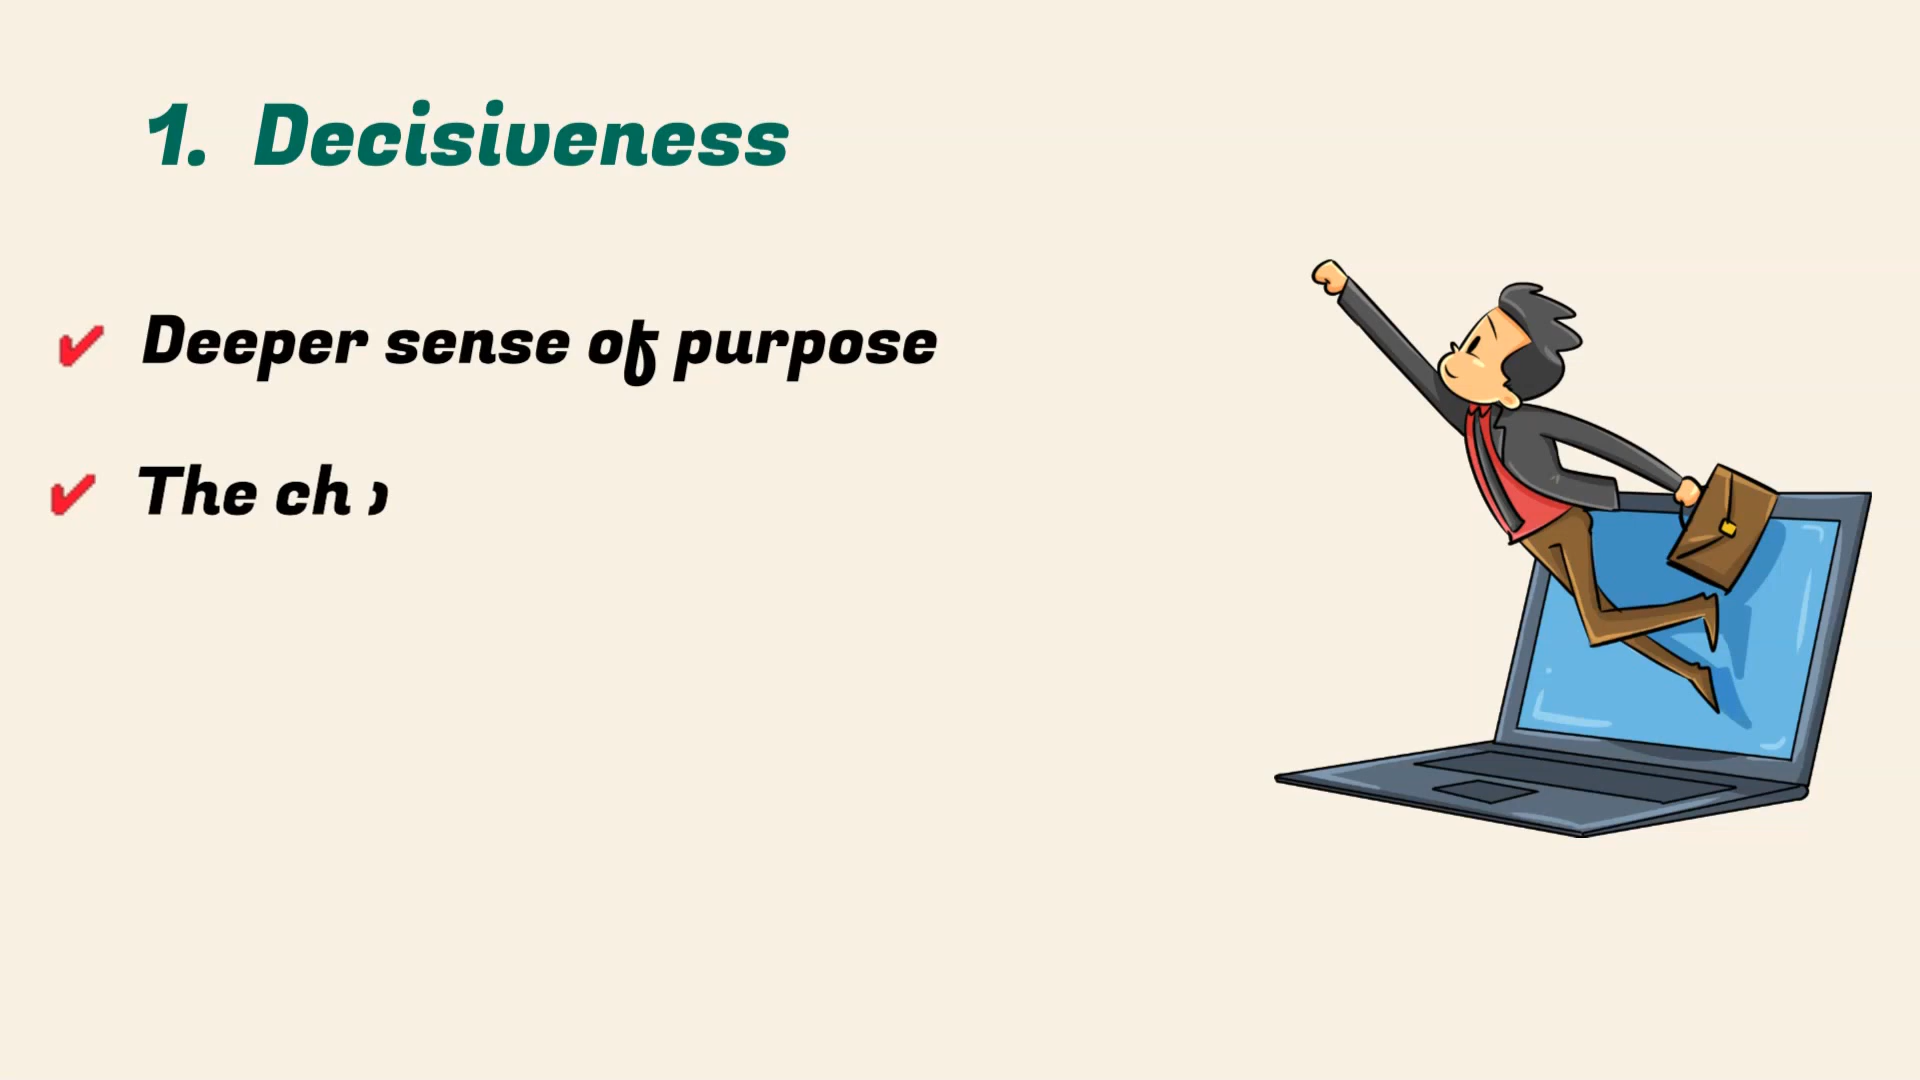 1. Decisiveness
✔ Deeper sense of purpose
✔ The ch